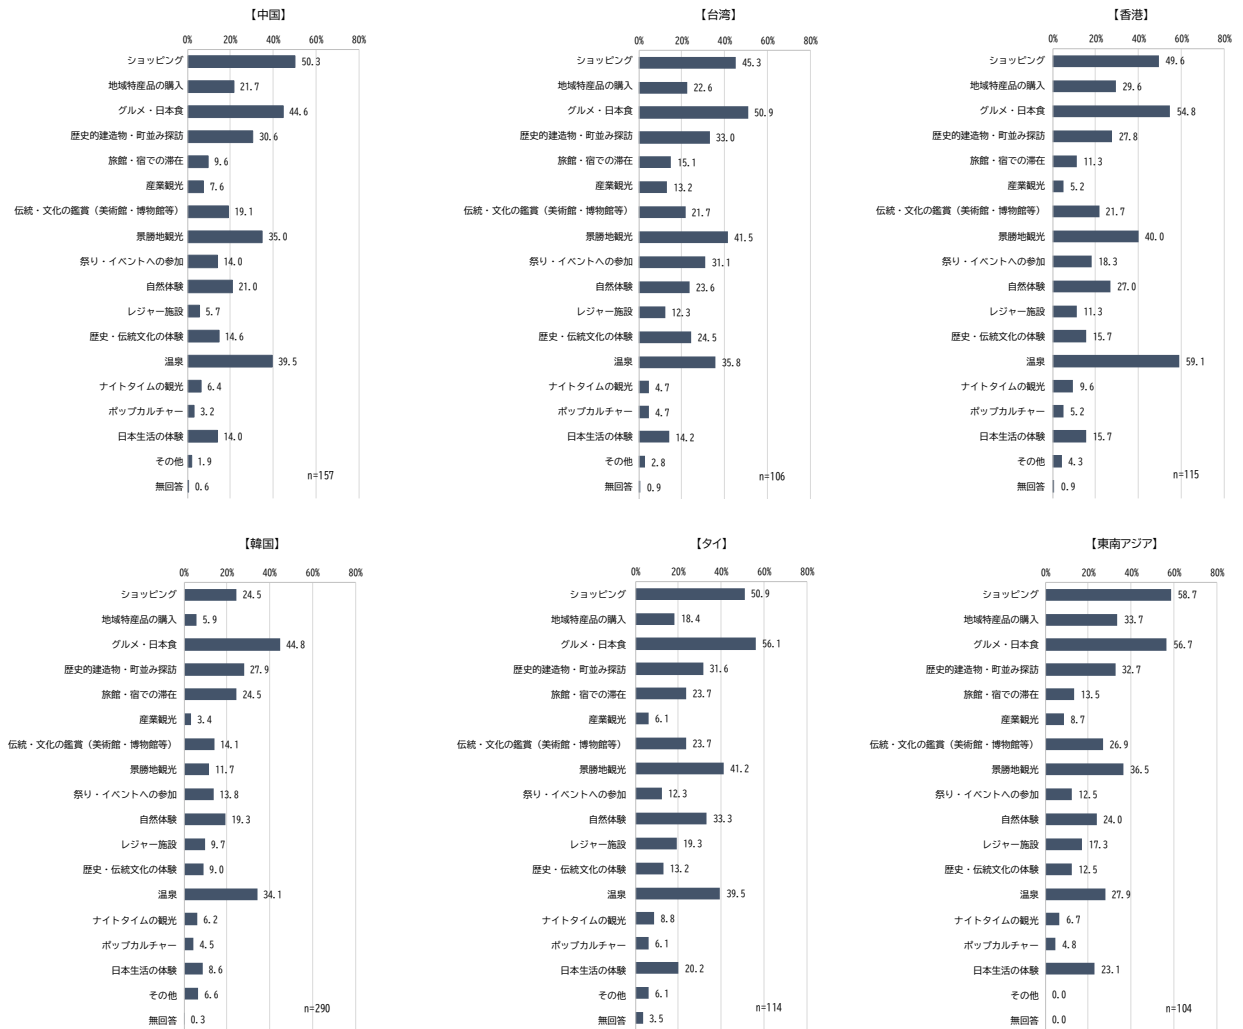 【中国】
0% 20% 40% 60% 80%
ショッピング 50.3
地域特産品の購入 21.7
グルメ・日本食 44.6
歴史的建造物・町並み探訪 30.6
旅館・宿での滞在 9.6
産業観光 7.6
伝統・文化の鑑賞（美術館・博物館等） 19.1
景勝地観光 35.0
祭り・イベントへの参加 14.0
自然体験 21.0
レジャー施設 5.7
歴史・伝統文化の体験 14.6
温泉 39.5
ナイトタイムの観光 6.4
ポップカルチャー 3.2
日本生活の体験 14.0
その他 1.9
n=157
無回答 0.6
【台湾】
0% 20% 40% 60% 80%
ショッピング 45.3
地域特産品の購入 22.6
グルメ・日本食 50.9
歴史的建造物・町並み探訪 33.0
旅館・宿での滞在 15.1
産業観光 13.2
伝統・文化の鑑賞（美術館・博物館等） 21.7
景勝地観光 41.5
祭り・イベントへの参加 31.1
自然体験 23.6
レジャー施設 12.3
歴史・伝統文化の体験 24.5
温泉 35.8
ナイトタイムの観光 4.7
ポップカルチャー 4.7
日本生活の体験 14.2
その他 2.8
n=106
無回答 0.9
【香港】
0% 20% 40% 60% 80%
ショッピング 49.6
地域特産品の購入 29.6
グルメ・日本食 54.8
歴史的建造物・町並み探訪 27.8
旅館・宿での滞在 11.3
産業観光 5.2
伝統・文化の鑑賞（美術館・博物館等） 21.7
景勝地観光 40.0
祭り・イベントへの参加 18.3
自然体験 27.0
レジャー施設 11.3
歴史・伝統文化の体験 15.7
温泉 59.1
ナイトタイムの観光 9.6
ポップカルチャー 5.2
日本生活の体験 15.7
その他 4.3
n=115
無回答 0.9
【韓国】
0% 20% 40% 60% 80%
ショッピング 24.5
地域特産品の購入 5.9
グルメ・日本食 44.8
歴史的建造物・町並み探訪 27.9
旅館・宿での滞在 24.5
産業観光 3.4
伝統・文化の鑑賞（美術館・博物館等） 14.1
景勝地観光 11.7
祭り・イベントへの参加 13.8
自然体験 19.3
レジャー施設 9.7
歴史・伝統文化の体験 9.0
温泉 34.1
ナイトタイムの観光 6.2
ポップカルチャー 4.5
日本生活の体験 8.6
その他 6.6
n=290
無回答 0.3
【タイ】
0% 20% 40% 60% 80%
ショッピング 50.9
地域特産品の購入 18.4
グルメ・日本食 56.1
歴史的建造物・町並み探訪 31.6
旅館・宿での滞在 23.7
産業観光 6.1
伝統・文化の鑑賞（美術館・博物館等） 23.7
景勝地観光 41.2
祭り・イベントへの参加 12.3
自然体験 33.3
レジャー施設 19.3
歴史・伝統文化の体験 13.2
温泉 39.5
ナイトタイムの観光 8.8
ポップカルチャー 6.1
日本生活の体験 20.2
その他 6.1
n=114
無回答 3.5
【東南アジア】
0% 20% 40% 60% 80%
ショッピング 58.7
地域特産品の購入 33.7
グルメ・日本食 56.7
歴史的建造物・町並み探訪 32.7
旅館・宿での滞在 13.5
産業観光 8.7
伝統・文化の鑑賞（美術館・博物館等） 26.9
景勝地観光 36.5
祭り・イベントへの参加 12.5
自然体験 24.0
レジャー施設 17.3
歴史・伝統文化の体験 12.5
温泉 27.9
ナイトタイムの観光 6.7
ポップカルチャー 4.8
日本生活の体験 23.1
その他 0.0
n=104
無回答 0.0